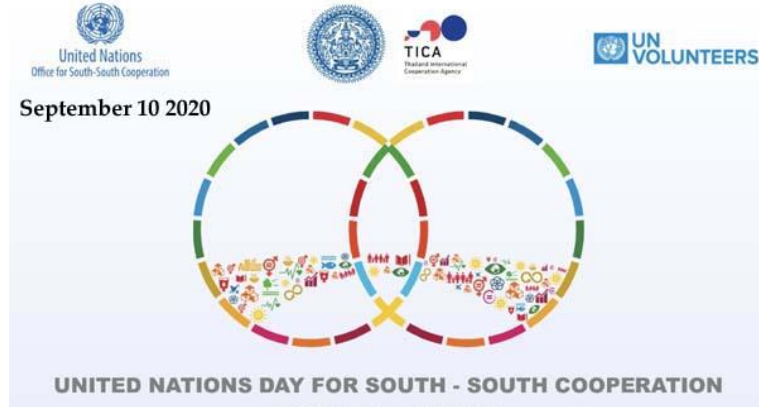 United Nations
Office for South-South Cooperation
TICA
Thailand International
Cooperation Agency
UN
VOLUNTEERS
September 10 2020
UNITED NATIONS DAY FOR SOUTH - SOUTH COOPERATION